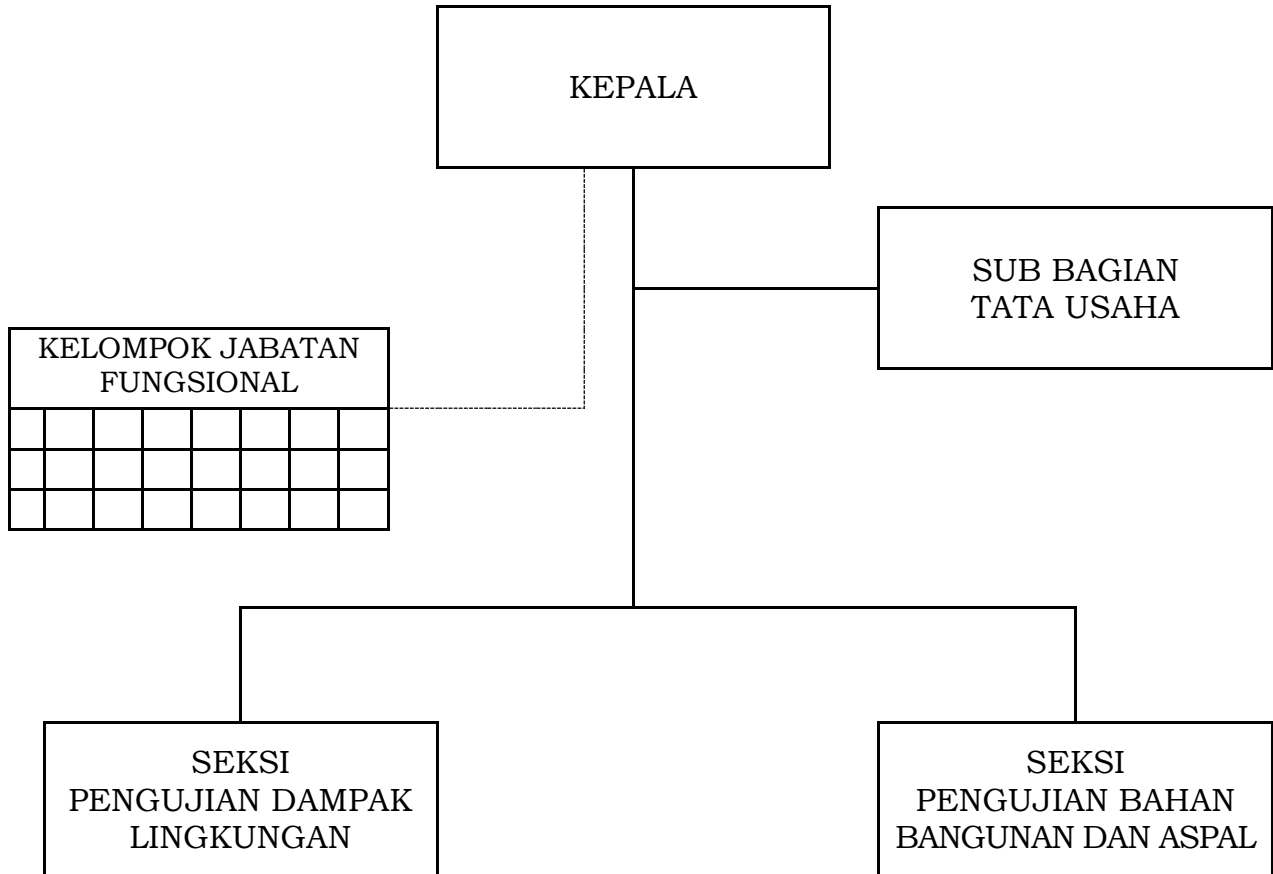 KEPALA
SUB BAGIAN
TATA USAHA
KELOMPOK JABATAN
FUNGSIONAL
SEKSI
PENGUJIAN DAMPAK
LINGKUNGAN
SEKSI
PENGUJIAN BAHAN
BANGUNAN DAN ASPAL